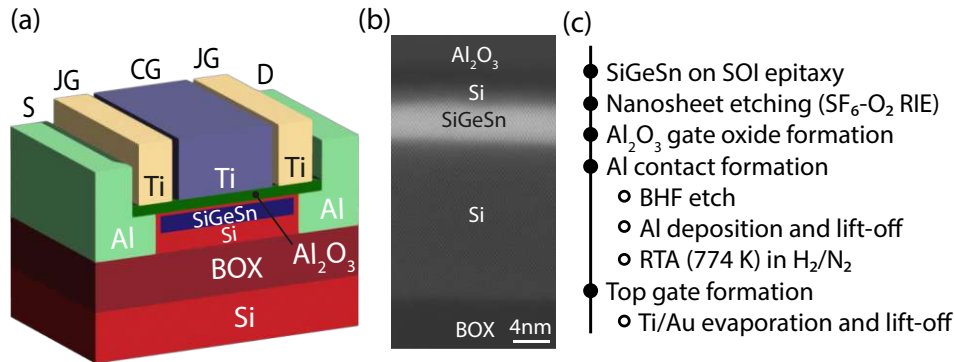 (a)
S
JG
CG
JG
D
Ti
Ti
Ti
Al
SiGeSn
Si
Al
Al₂O₃
BOX
Si
(b)
Al₂O₃
Si
SiGeSn
Si
BOX
4nm
(c)
SiGeSn on SOI epitaxy
Nanosheet etching (SF₆-O₂ RIE)
Al₂O₃ gate oxide formation
Al contact formation
BHF etch
Al deposition and lift-off
RTA (774 K) in H₂/N₂
Top gate formation
Ti/Au evaporation and lift-off